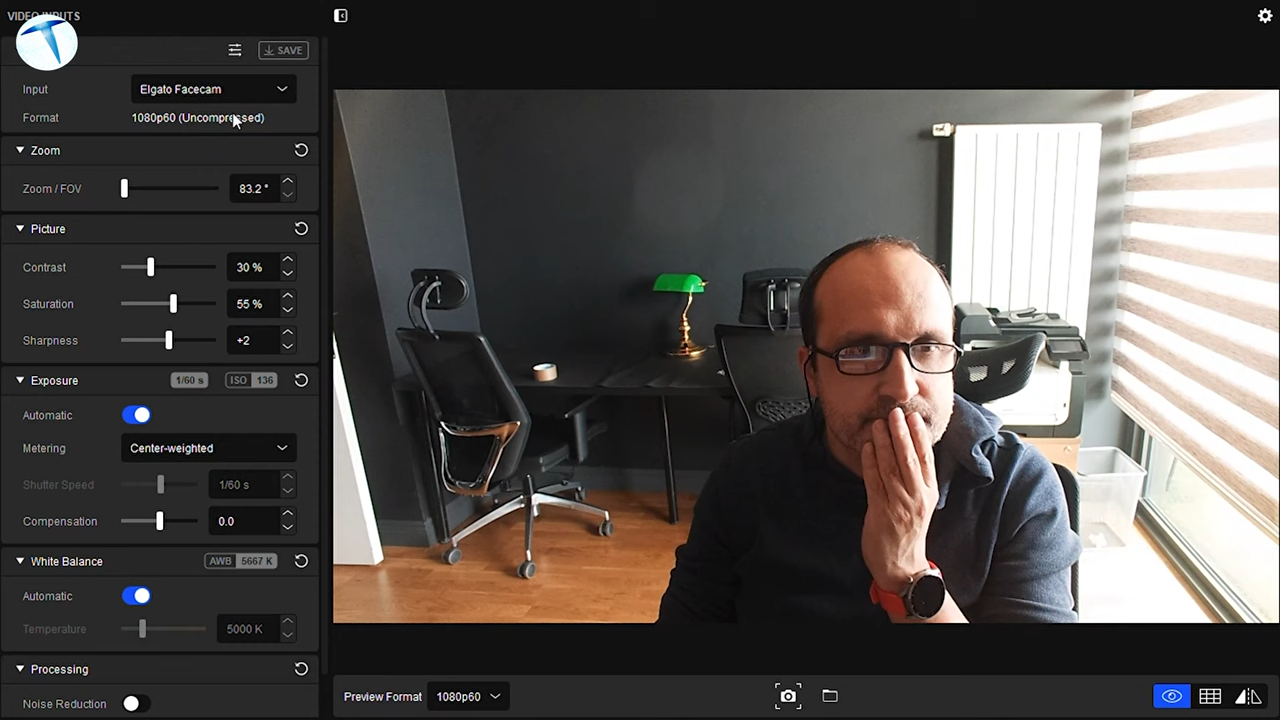 VIDEO INPUTS
SAVE
Input Elgato Facecam
Format 1080p60 (Uncompressed)
Zoom
Zoom / FOV 83.2 °
Picture
Contrast 30 %
Saturation 55 %
Sharpness +2
Exposure 1/60 s ISO 136
Automatic
Metering Center-weighted
Shutter Speed 1/60 s
Compensation 0.0
White Balance AWB 5667 K
Automatic
Temperature 5000 K
Processing
Noise Reduction
Preview Format 1080p60